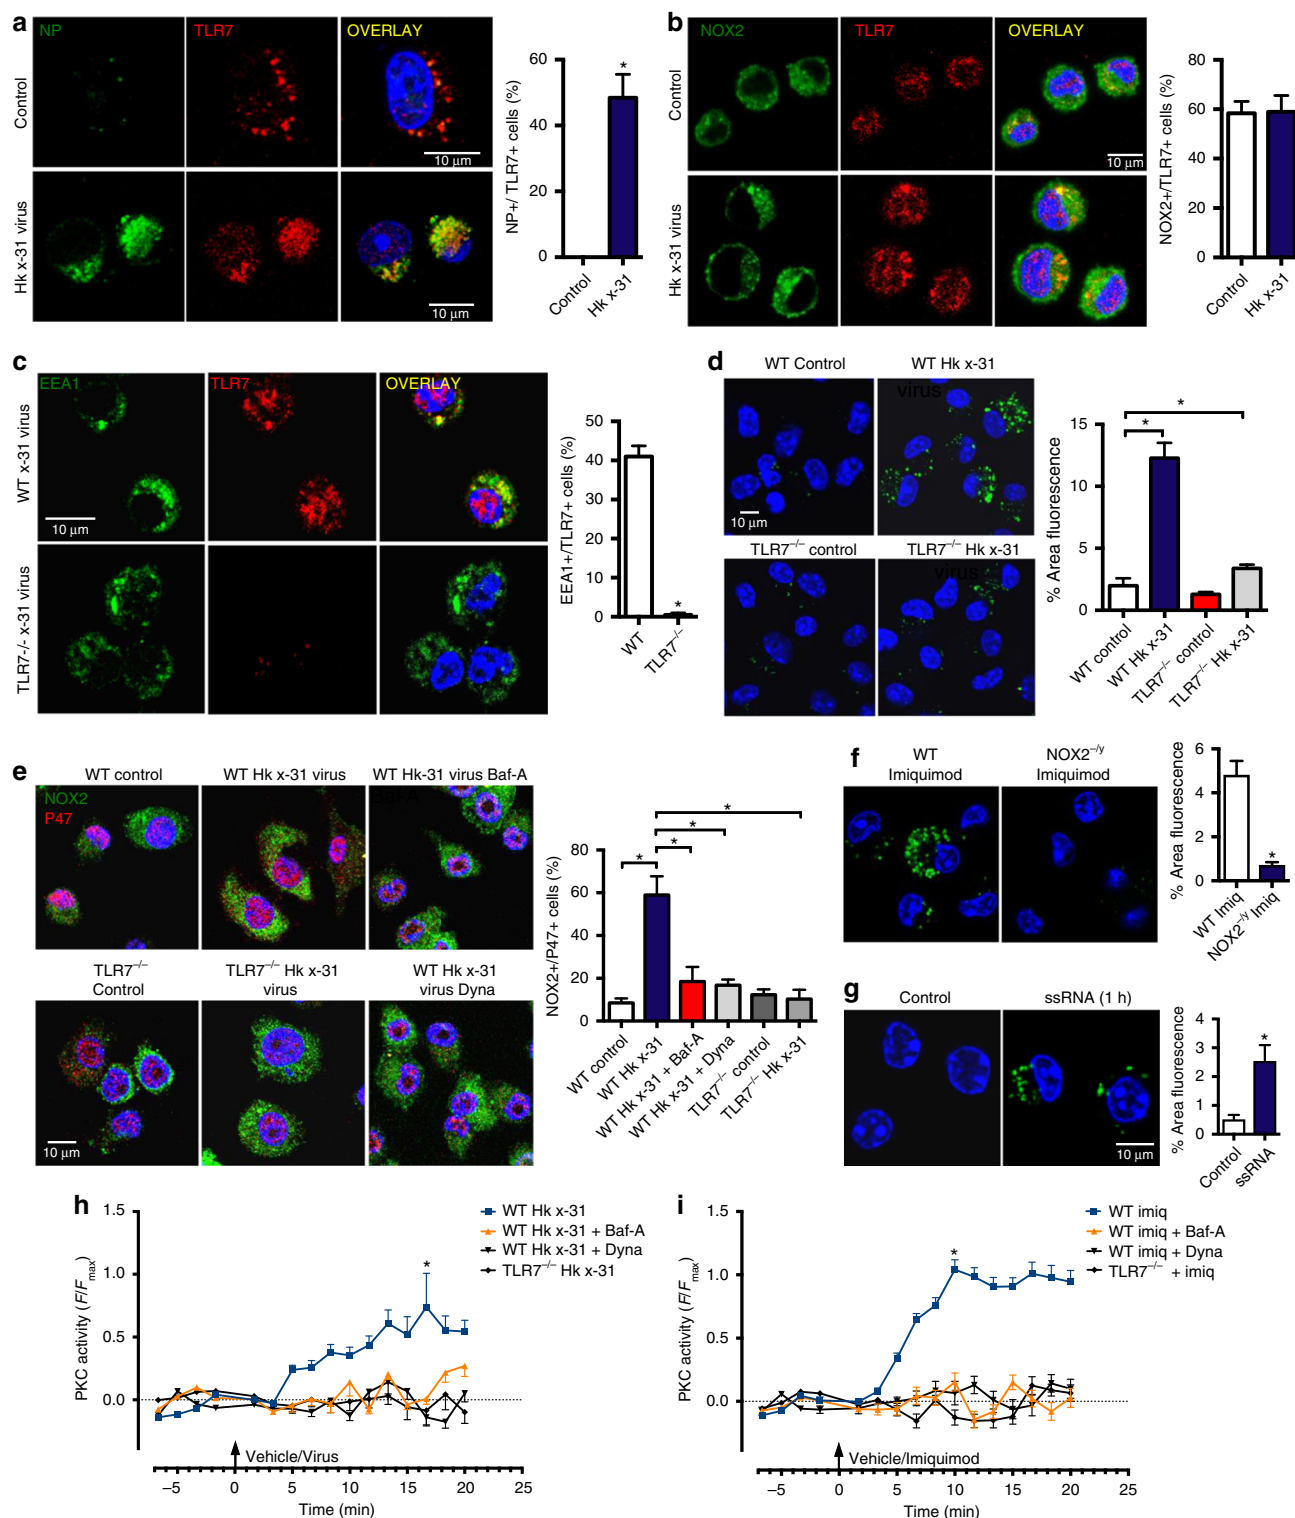 a
NP
TLR7
OVERLAY
Control
Hk x-31 virus
10 μm
10 μm
NP+/ TLR7+ cells (%)
60
40
20
0
*
Control
Hk x-31
b
NOX2
TLR7
OVERLAY
Control
Hk x-31 virus
10 μm
10 μm
NOX2+/TLR7+ cells (%)
80
60
40
20
0
Control
Hk x-31
c
EEA1
TLR7
OVERLAY
WT x-31 virus
TLR7-/- x-31 virus
10 μm
EEA1+/TLR7+ cells (%)
50
40
30
20
10
0
*
WT
TLR7–/–
d
WT Control
WT Hk x-31
virus
10 μm
TLR7–/– control
TLR7–/– Hk x-31
virus
% Area fluorescence
15
10
5
0
*
*
WT control
WT Hk x-31
TLR7–/– control
TLR7–/– Hk x-31
e
WT control
WT Hk x-31 virus
WT Hk-31 virus Baf-A
Baf-A
NOX2
P47
TLR7–/–
Control
TLR7–/– Hk x-31
virus
WT Hk x-31
virus Dyna
10 μm
NOX2+/P47+ cells (%)
80
60
40
20
0
*
*
*
*
WT control
WT Hk x-31
WT Hk x-31 + Baf-A
WT Hk x-31 + Dyna
TLR7–/– control
TLR7–/– Hk x-31
f
WT
Imiquimod
NOX2–/y
Imiquimod
% Area fluorescence
6
4
2
0
*
WT Imiq
NOX2–/y Imiq
g
Control
ssRNA (1 h)
10 μm
% Area fluorescence
4
3
2
1
0
*
Control
ssRNA
h
WT Hk x-31
WT Hk x-31 + Baf-A
WT Hk x-31 + Dyna
TLR7–/– Hk x-31
PKC activity (F/Fmax)
1.5
1.0
0.5
0.0
*
Vehicle/Virus
–5 0 5 10 15 20 25
Time (min)
i
WT imiq
WT imiq + Baf-A
WT imiq + Dyna
TLR7–/– + imiq
PKC activity (F/Fmax)
1.5
1.0
0.5
0.0
*
Vehicle/Imiquimod
–5 0 5 10 15 20 25
Time (min)